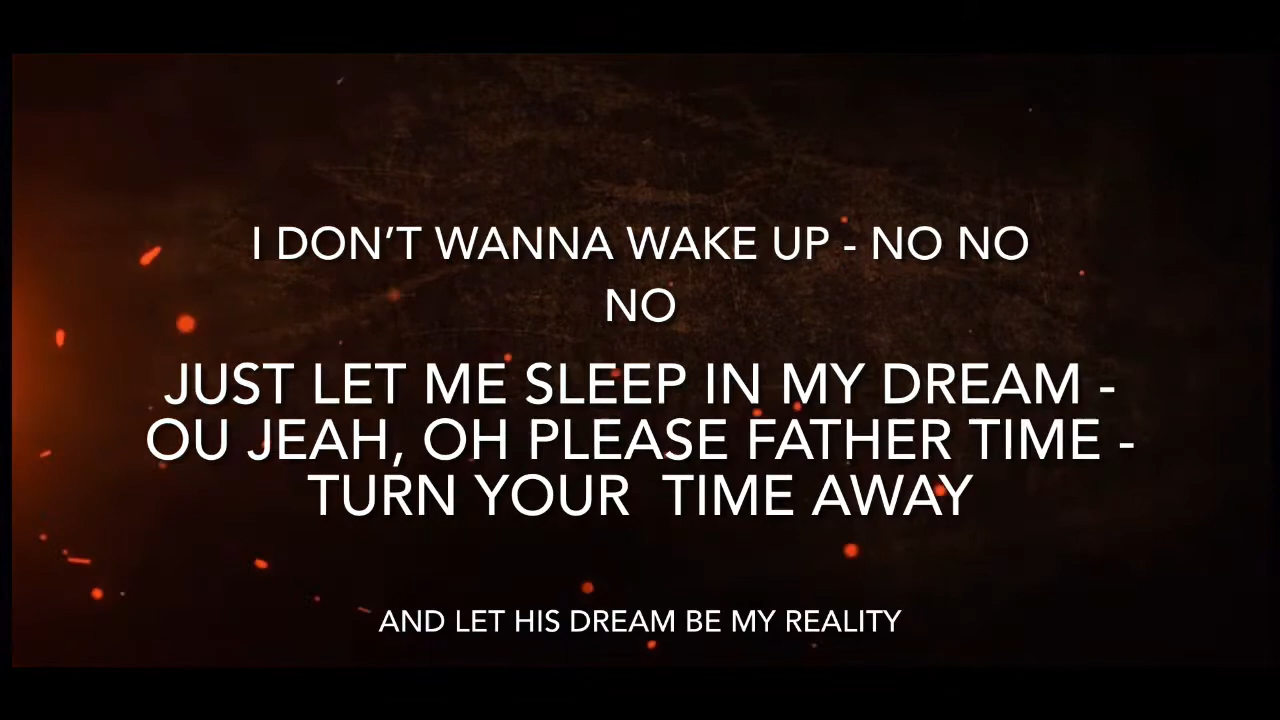 I DON’T WANNA WAKE UP - NO NO
NO
JUST LET ME SLEEP IN MY DREAM -
OU JEAH, OH PLEASE FATHER TIME -
TURN YOUR  TIME AWAY
AND LET HIS DREAM BE MY REALITY